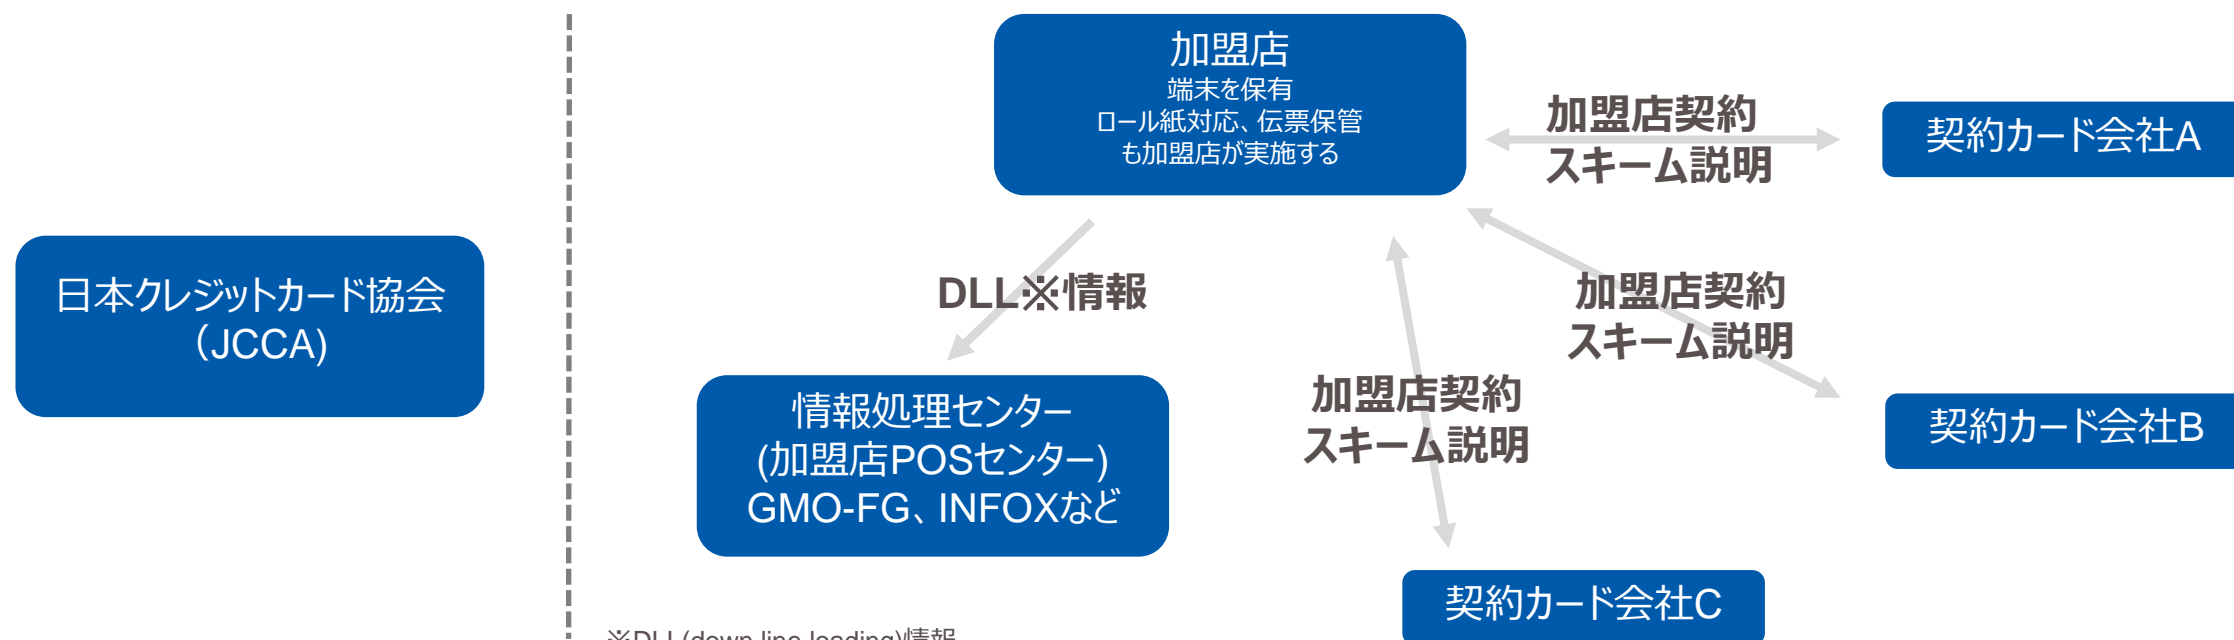 加盟店
端末を保有
ロール紙対応、伝票保管
も加盟店が実施する
加盟店契約
スキーム説明
契約カード会社A
日本クレジットカード協会
（JCCA)
DLL※情報
加盟店契約
スキーム説明
情報処理センター
(加盟店POSセンター)
GMO-FG、INFOXなど
加盟店契約
スキーム説明
契約カード会社B
契約カード会社C
※DLL(down line loading)情報